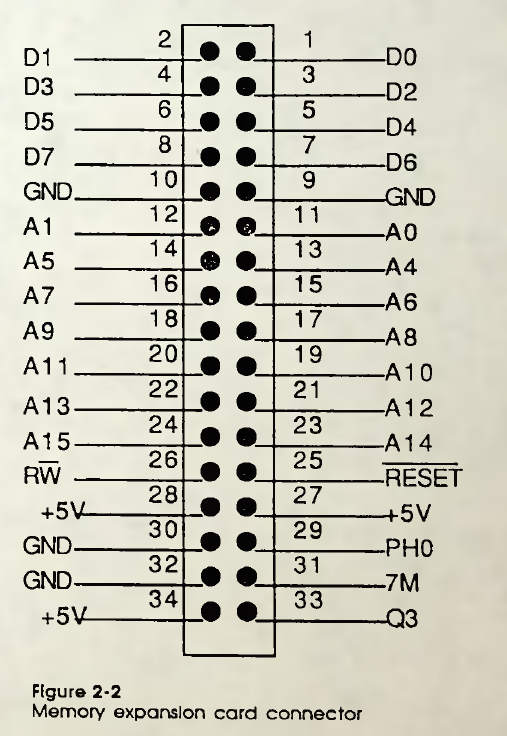 D1 2 1 D0
D3 4 3 D2
D5 6 5 D4
D7 8 7 D6
GND 10 9 GND
A1 12 11 A0
A5 14 13 A4
A7 16 15 A6
A9 18 17 A8
A11 20 19 A10
A13 22 21 A12
A15 24 23 A14
RW̅ 26 25 R̅E̅S̅E̅T̅
+5V 28 27 +5V
GND 30 29 PH0
GND 32 31 7M
+5V 34 33 Q3
Figure 2-2
Memory expansion card connector